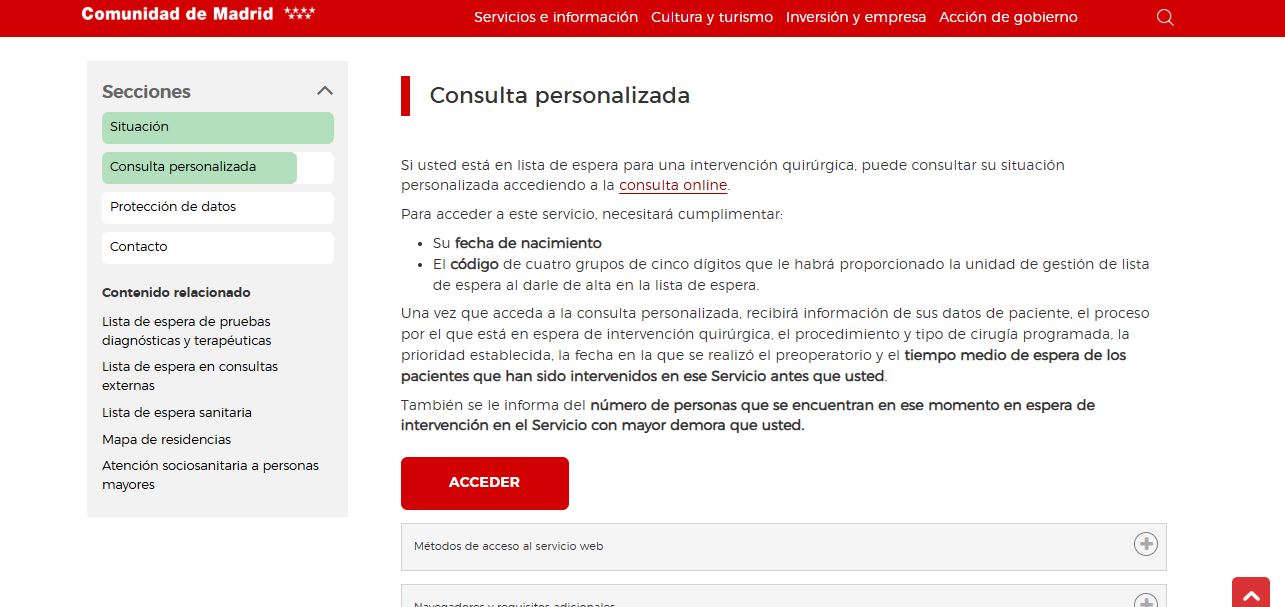 Comunidad de Madrid
Servicios e información Cultura y turismo Inversión y empresa Acción de gobierno
Secciones
Situación
Consulta personalizada
Protección de datos
Contacto
Contenido relacionado
Lista de espera de pruebas
diagnósticas y terapéuticas
Lista de espera en consultas
externas
Lista de espera sanitaria
Mapa de residencias
Atención sociosanitaria a personas
mayores
Consulta personalizada
Si usted está en lista de espera para una intervención quirúrgica, puede consultar su situación
personalizada accediendo a la consulta online.
Para acceder a este servicio, necesitará cumplimentar:
• Su fecha de nacimiento
• El código de cuatro grupos de cinco dígitos que le habrá proporcionado la unidad de gestión de lista
de espera al darle de alta en la lista de espera.
Una vez que acceda a la consulta personalizada, recibirá información de sus datos de paciente, el proceso
por el que está en espera de intervención quirúrgica, el procedimiento y tipo de cirugía programada, la
prioridad establecida, la fecha en la que se realizó el preoperatorio y el tiempo medio de espera de los
pacientes que han sido intervenidos en ese Servicio antes que usted.
También se le informa del número de personas que se encuentran en ese momento en espera de
intervención en el Servicio con mayor demora que usted.
ACCEDER
Métodos de acceso al servicio web
Navegadores y requisitos adicionales